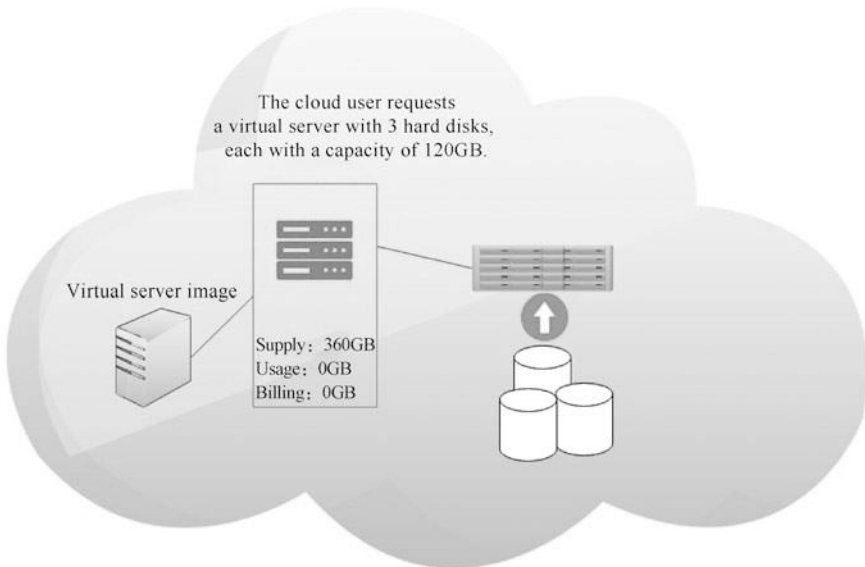 The cloud user requests
a virtual server with 3 hard disks,
each with a capacity of 120GB.
Virtual server image
Supply：360GB
Usage：0GB
Billing：0GB